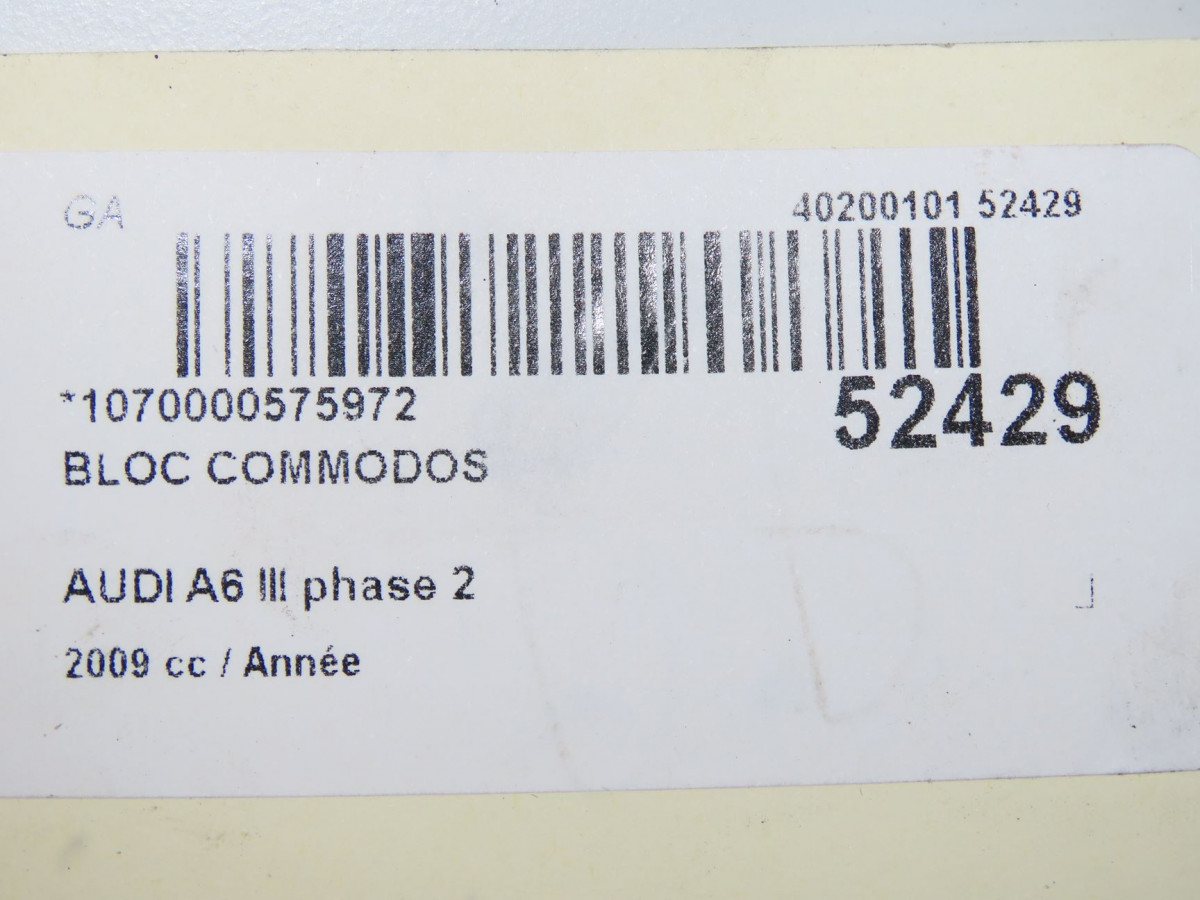 GA
40200101 52429
*1070000575972
52429
BLOC COMMODOS
AUDI A6 III phase 2
2009 cc / Année